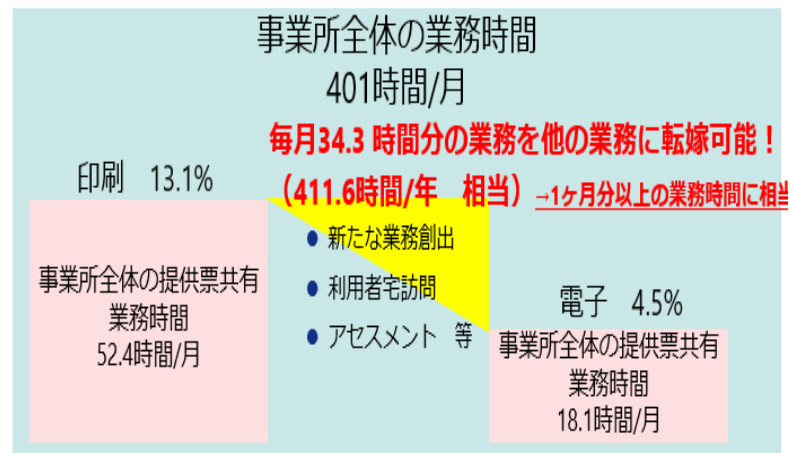 事業所全体の業務時間
401時間/月
毎月34.3 時間分の業務を他の業務に転嫁可能！
（411.6時間/年　相当）→1ヶ月分以上の業務時間に相当
印刷　13.1%
事業所全体の提供票共有
業務時間
52.4時間/月
● 新たな業務創出
● 利用者宅訪問
● アセスメント　等
電子　4.5%
事業所全体の提供票共有
業務時間
18.1時間/月